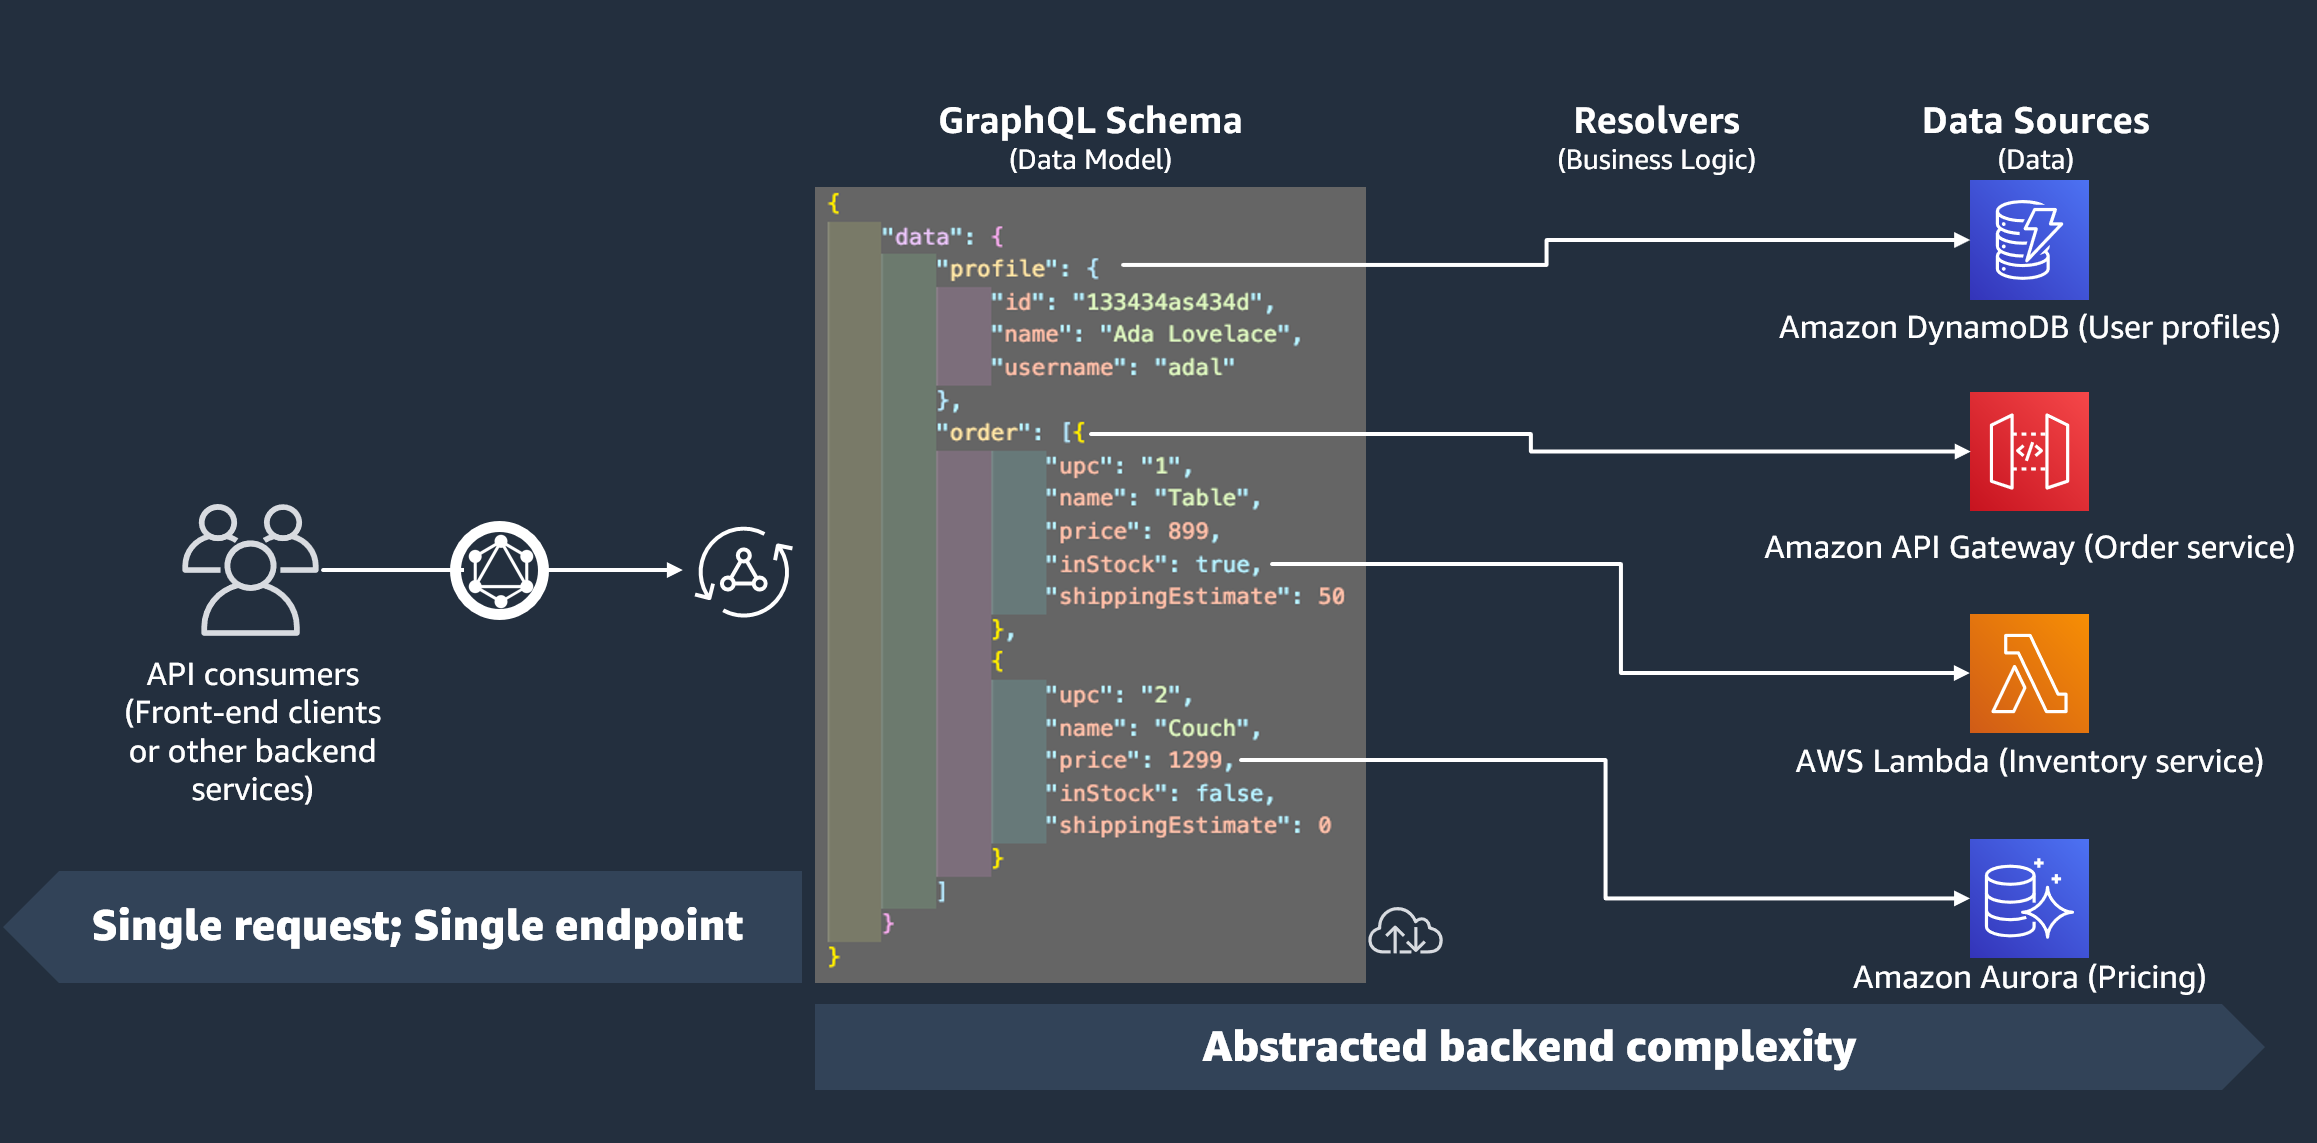 GraphQL Schema
(Data Model)
Resolvers
(Business Logic)
Data Sources
(Data)
{
"data": {
"profile": {
"id": "133434as434d",
"name": "Ada Lovelace",
"username": "adal"
},
"order": [{
"upc": "1",
"name": "Table",
"price": 899,
"inStock": true,
"shippingEstimate": 50
},
{
"upc": "2",
"name": "Couch",
"price": 1299,
"inStock": false,
"shippingEstimate": 0
}
]
}
}
Amazon DynamoDB (User profiles)
</>
Amazon API Gateway (Order service)
AWS Lambda (Inventory service)
Amazon Aurora (Pricing)
API consumers
(Front-end clients
or other backend
services)
Single request; Single endpoint
Abstracted backend complexity